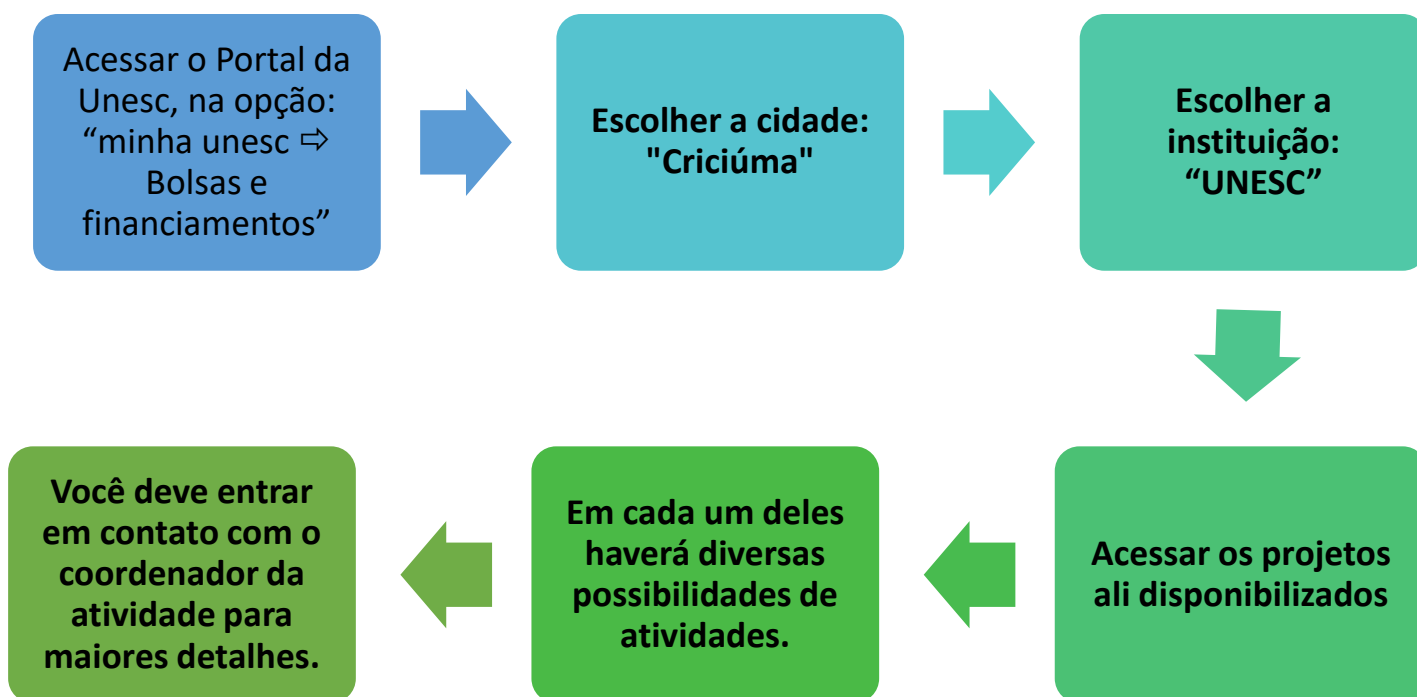 Acessar o Portal da
Unesc, na opção:
“minha unesc ⇨
Bolsas e
financiamentos”
Escolher a cidade:
"Criciúma"
Escolher a
instituição:
“UNESC”
Acessar os projetos
ali disponibilizados
Em cada um deles
haverá diversas
possibilidades de
atividades.
Você deve entrar
em contato com o
coordenador da
atividade para
maiores detalhes.